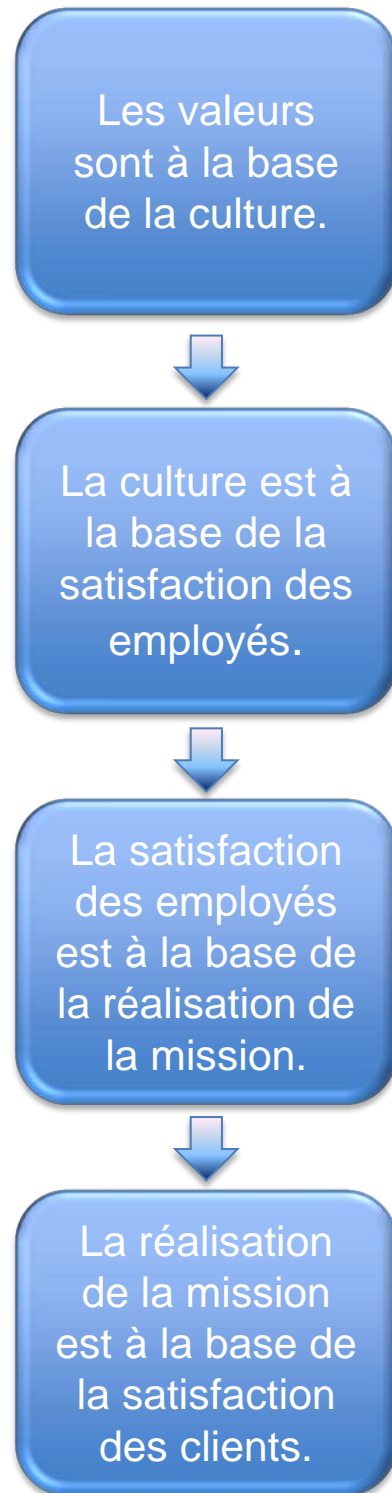 Les valeurs
sont à la base
de la culture.
La culture est à
la base de la
satisfaction des
employés.
La satisfaction
des employés
est à la base de
la réalisation de
la mission.
La réalisation
de la mission
est à la base de
la satisfaction
des clients.